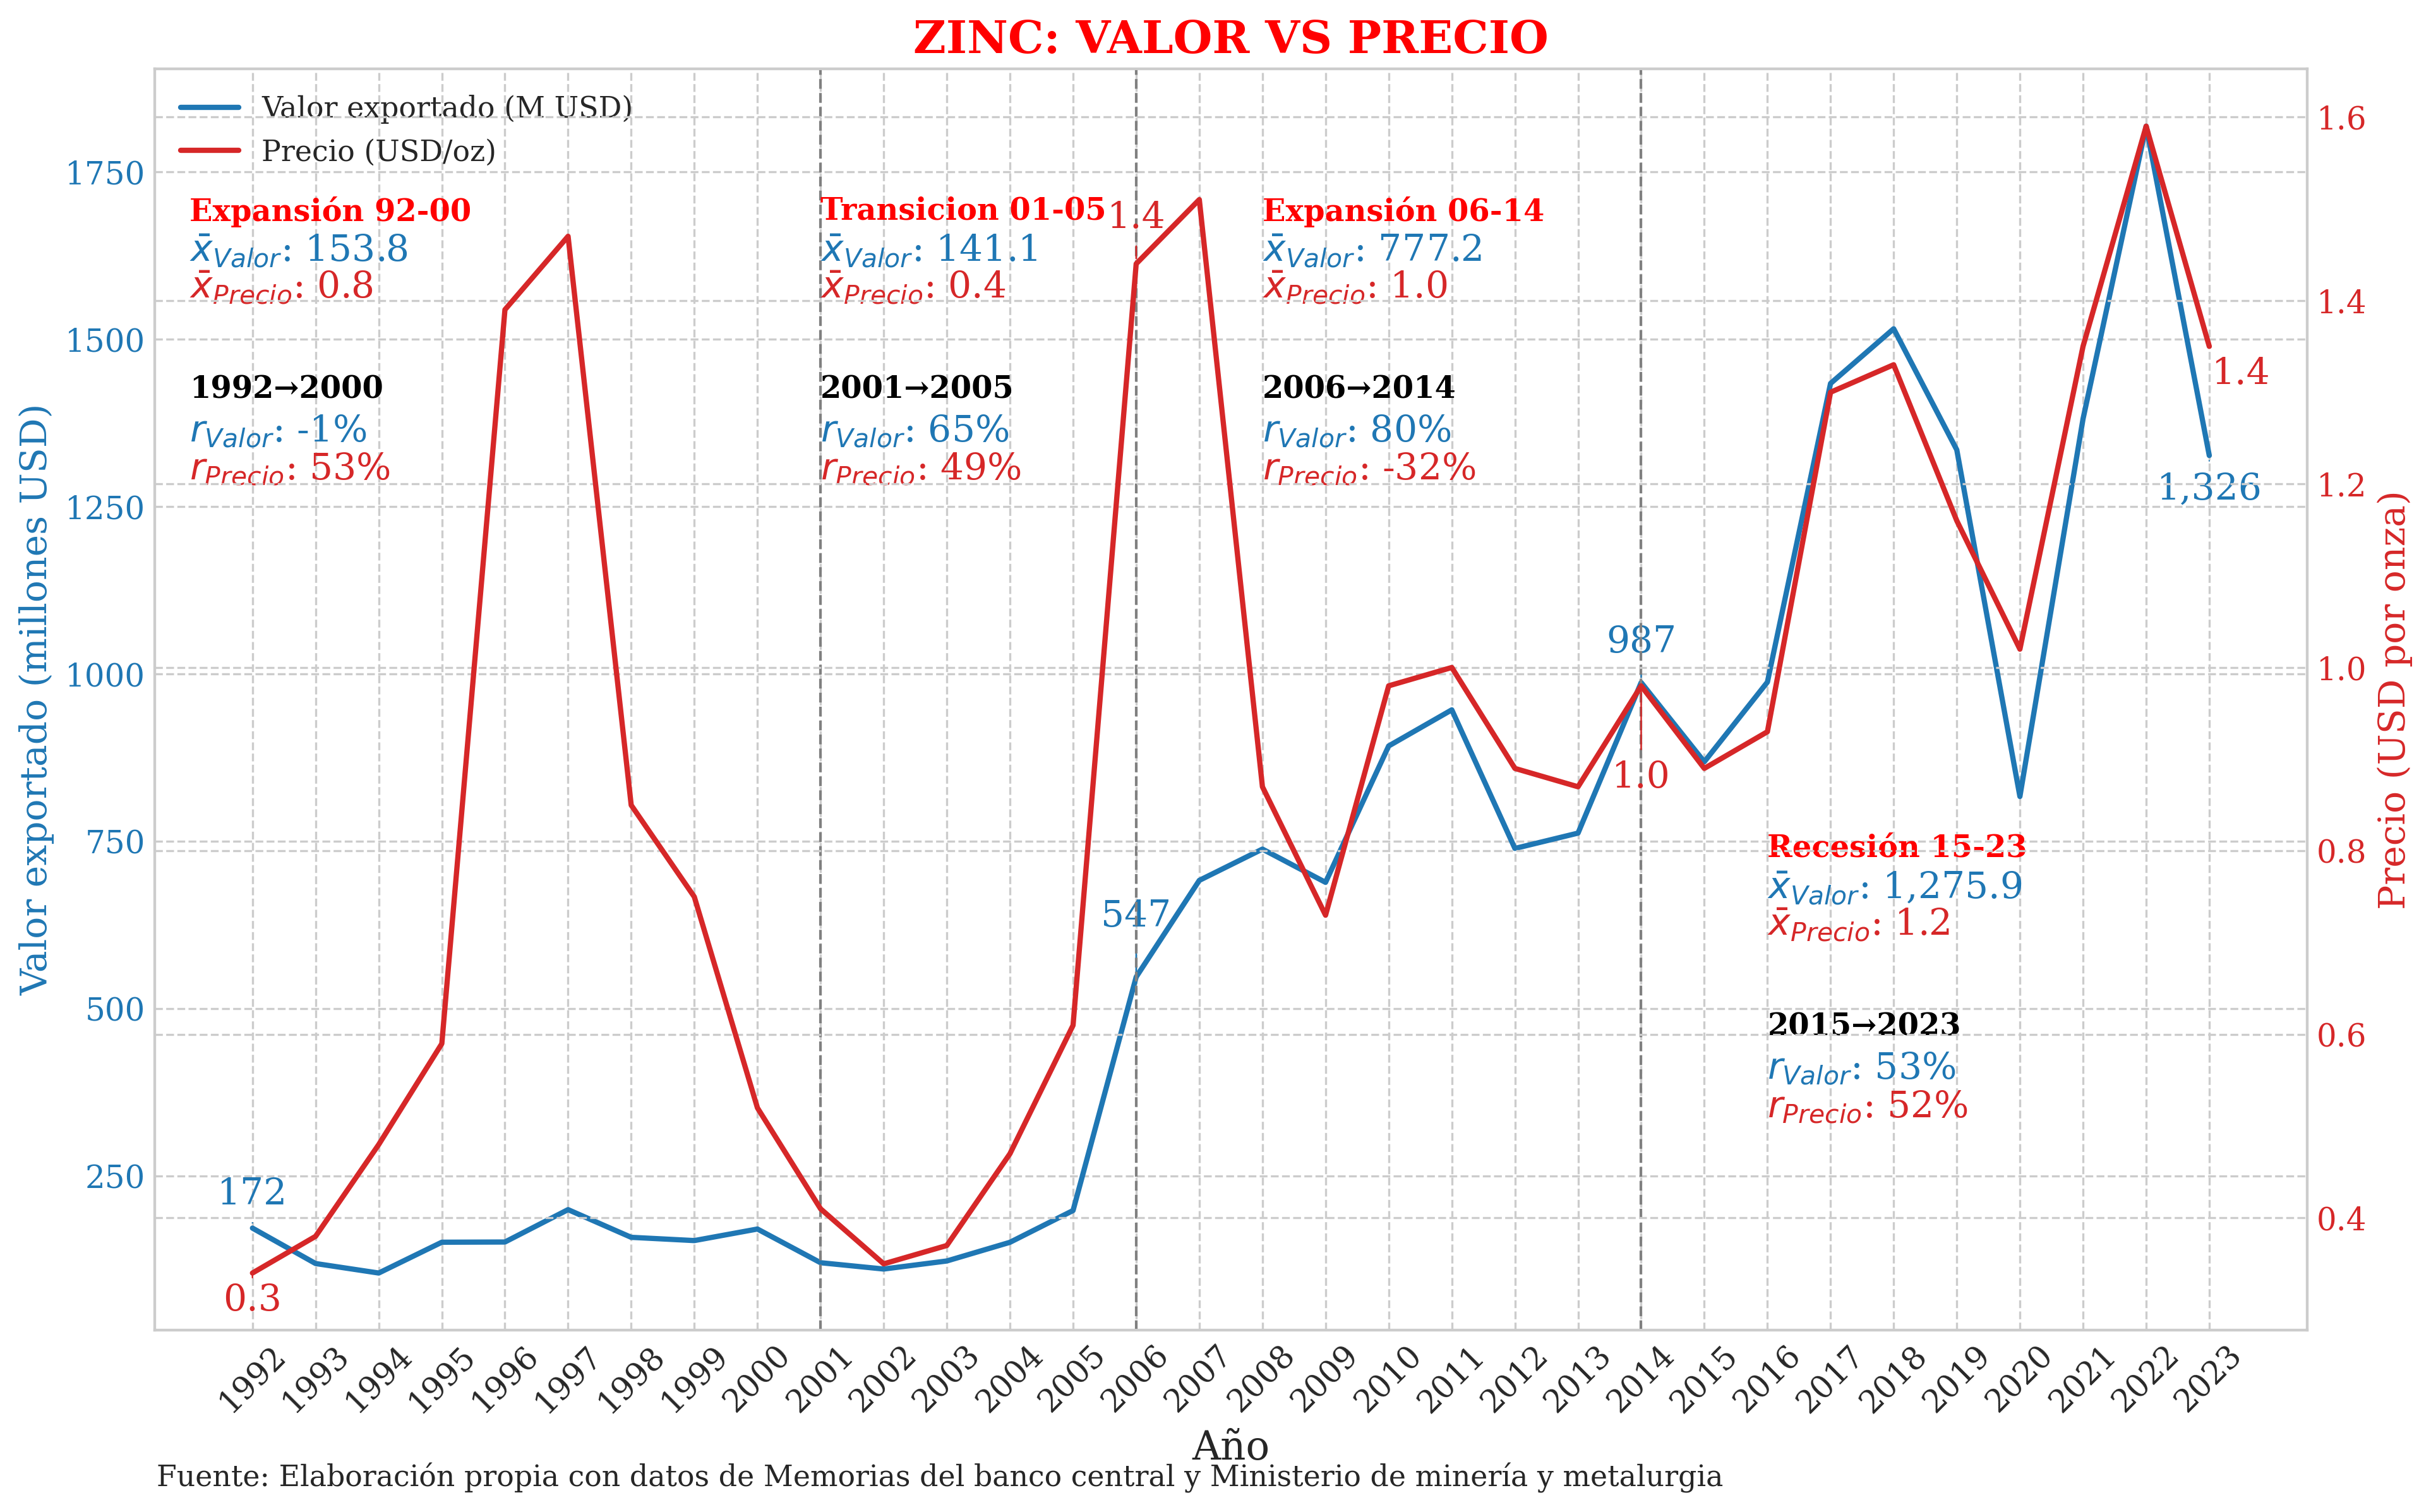 ZINC: VALOR VS PRECIO
Valor exportado (M USD)
Precio (USD/oz)
Expansión 92-00
x̄Valor: 153.8
x̄Precio: 0.8
1992→2000
rValor: -1%
rPrecio: 53%
Transicion 01-05
x̄Valor: 141.1
x̄Precio: 0.4
2001→2005
rValor: 65%
rPrecio: 49%
Expansión 06-14
x̄Valor: 777.2
x̄Precio: 1.0
2006→2014
rValor: 80%
rPrecio: -32%
Recesión 15-23
x̄Valor: 1,275.9
x̄Precio: 1.2
2015→2023
rValor: 53%
rPrecio: 52%
172
0.3
1.4
547
987
1.0
1.4
1,326
Valor exportado (millones USD)
1750
1500
1250
1000
750
500
250
Precio (USD por onza)
1.6
1.4
1.2
1.0
0.8
0.6
0.4
1992 1993 1994 1995 1996 1997 1998 1999 2000 2001 2002 2003 2004 2005 2006 2007 2008 2009 2010 2011 2012 2013 2014 2015 2016 2017 2018 2019 2020 2021 2022 2023
Año
Fuente: Elaboración propia con datos de Memorias del banco central y Ministerio de minería y metalurgia